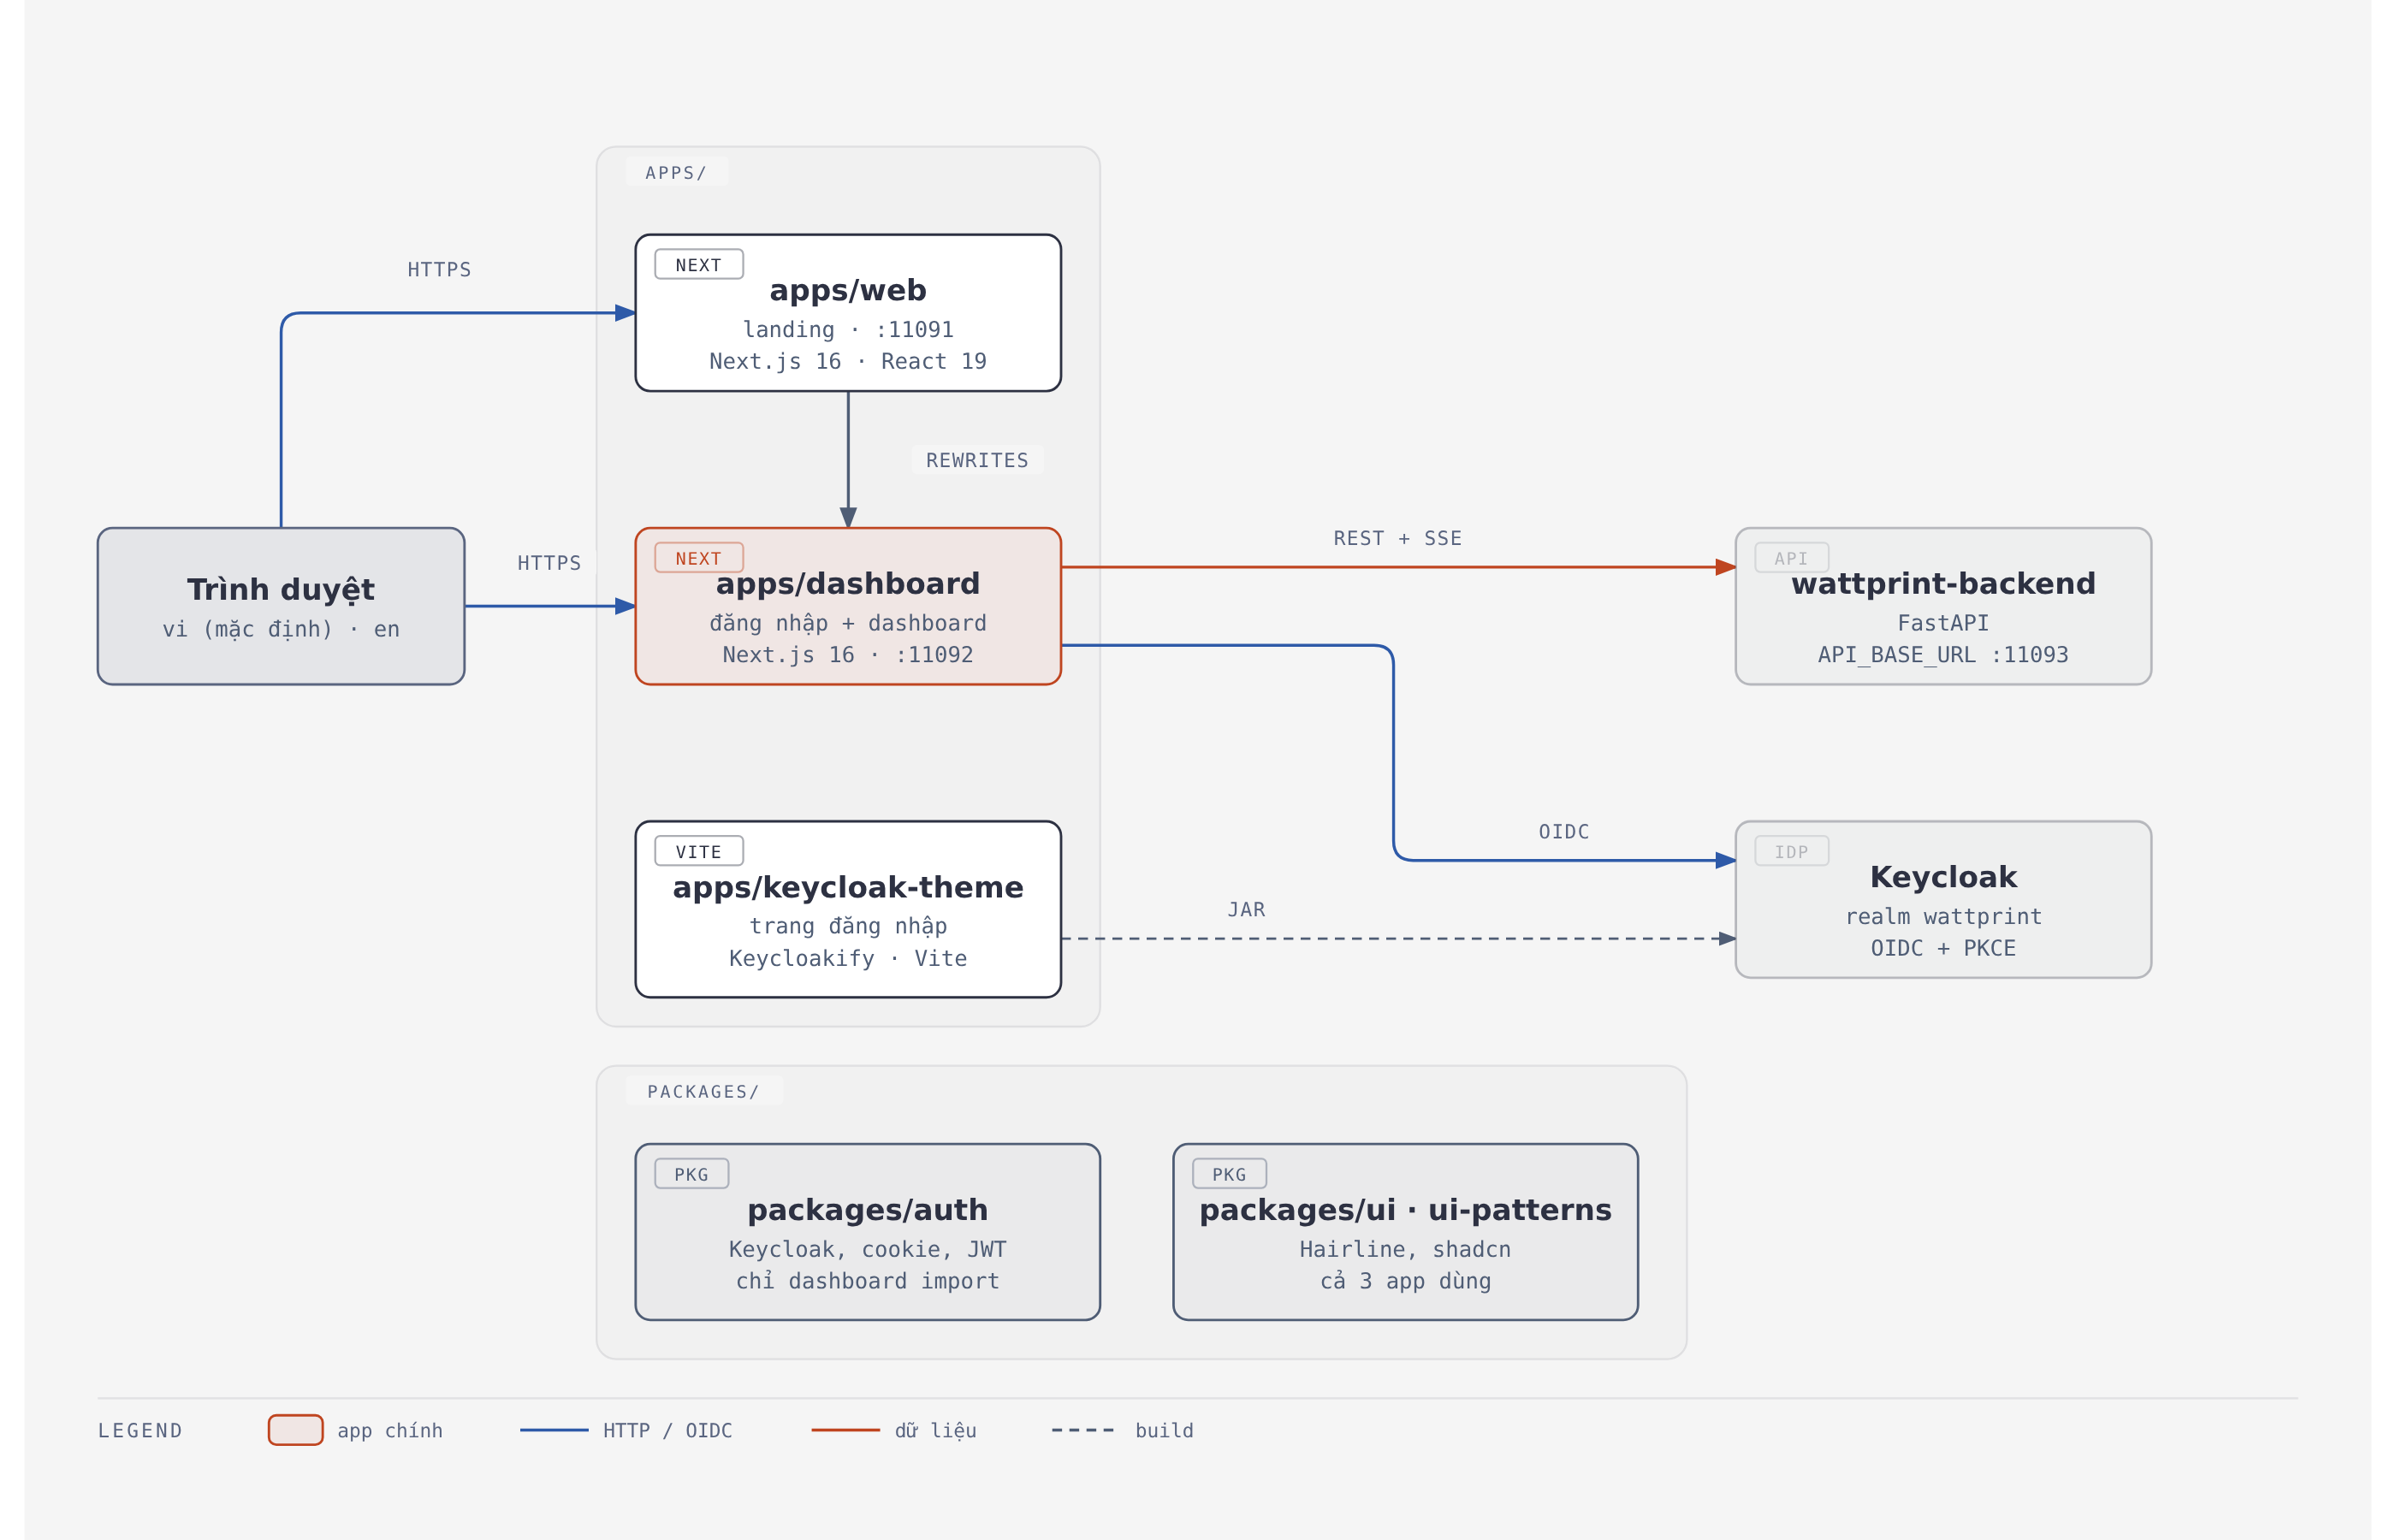 APPS/
NEXT
apps/web
landing · :11091
Next.js 16 · React 19
HTTPS
REWRITES
Trình duyệt
vi (mặc định) · en
HTTPS
NEXT
apps/dashboard
đăng nhập + dashboard
Next.js 16 · :11092
REST + SSE
API
wattprint-backend
FastAPI
API_BASE_URL :11093
VITE
apps/keycloak-theme
trang đăng nhập
Keycloakify · Vite
OIDC
JAR
IDP
Keycloak
realm wattprint
OIDC + PKCE
PACKAGES/
PKG
packages/auth
Keycloak, cookie, JWT
chỉ dashboard import
PKG
packages/ui · ui-patterns
Hairline, shadcn
cả 3 app dùng
LEGEND
app chính
HTTP / OIDC
dữ liệu
build